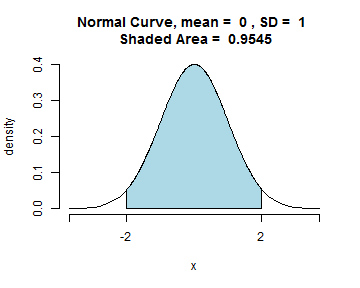 Normal Curve, mean =  0 , SD =  1
Shaded Area =  0.9545
density
0.4
0.3
0.2
0.1
0.0
-2
2
x